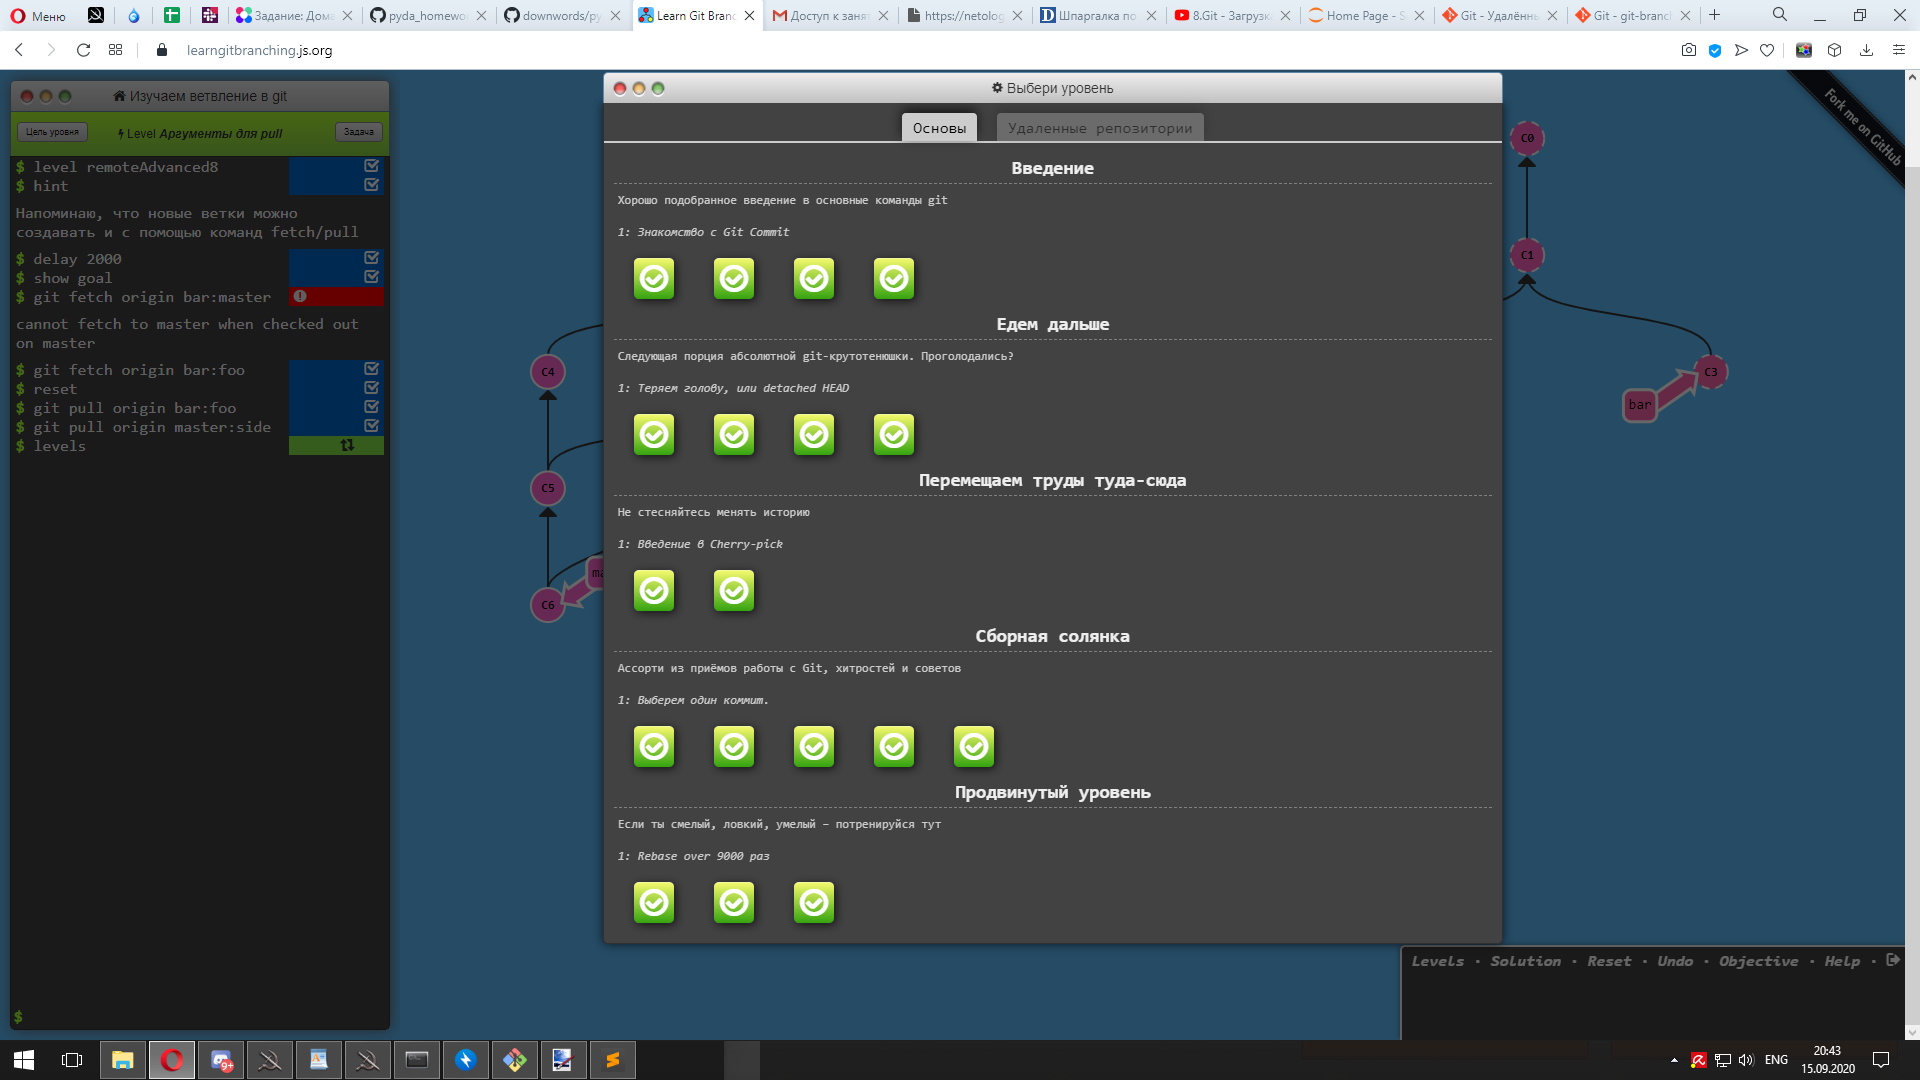 Меню
Задание: Дома
pyda_homewo
downwords/py
Learn Git Bran
Доступ к заня
https://netolog
Шпаргалка по
8.Git - Загрузк
Home Page - S
Git - Удалённы
Git - git-branc
learngitbranching.js.org
Изучаем ветвление в git
Цель уровня
Level Аргументы для pull
Задача
$ level remoteAdvanced8
$ hint
Напоминаю, что новые ветки можно
создавать и с помощью команд fetch/pull
$ delay 2000
$ show goal
$ git fetch origin bar:master
cannot fetch to master when checked out
on master
$ git fetch origin bar:foo
$ reset
$ git pull origin bar:foo
$ git pull origin master:side
$ levels
$
C4
C5
C6
ma
Выбери уровень
Основы
Удаленные репозитории
Введение
Хорошо подобранное введение в основные команды git
1: Знакомство с Git Commit
Едем дальше
Следующая порция абсолютной git-крутотенюшки. Проголодались?
1: Теряем голову, или detached HEAD
Перемещаем труды туда-сюда
Не стесняйтесь менять историю
1: Введение в Cherry-pick
Сборная солянка
Ассорти из приёмов работы с Git, хитростей и советов
1: Выберем один коммит.
Продвинутый уровень
Если ты смелый, ловкий, умелый – потренируйся тут
1: Rebase over 9000 раз
C0
C1
C3
bar
Fork me on GitHub
Levels · Solution · Reset · Undo · Objective · Help ·
9+
ENG
20:43
15.09.2020